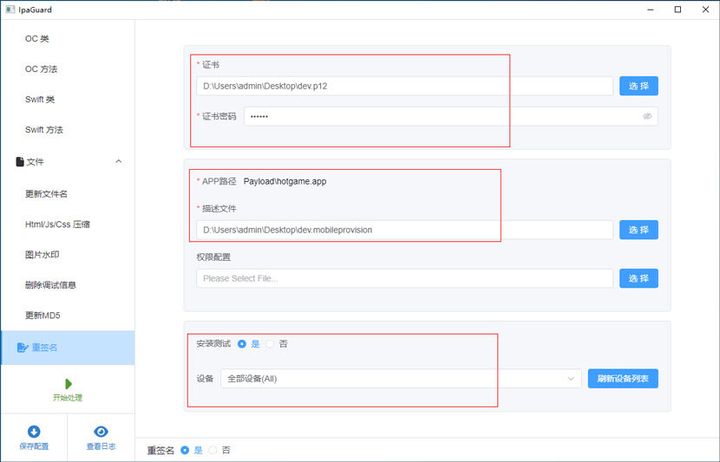 IpaGuard
OC 类
OC 方法
Swift 类
Swift 方法
文件
更新文件名
Html/Js/Css 压缩
图片水印
删除调试信息
更新MD5
重签名
开始处理
保存配置
查看日志
* 证书
D:\Users\admin\Desktop\dev.p12
选 择
* 证书密码
••••••
* APP路径 Payload\hotgame.app
* 描述文件
D:\Users\admin\Desktop\dev.mobileprovision
选 择
权限配置
Please Select File...
选 择
安装测试 是 否
设备 全部设备(All)
刷新设备列表
重签名 是 否